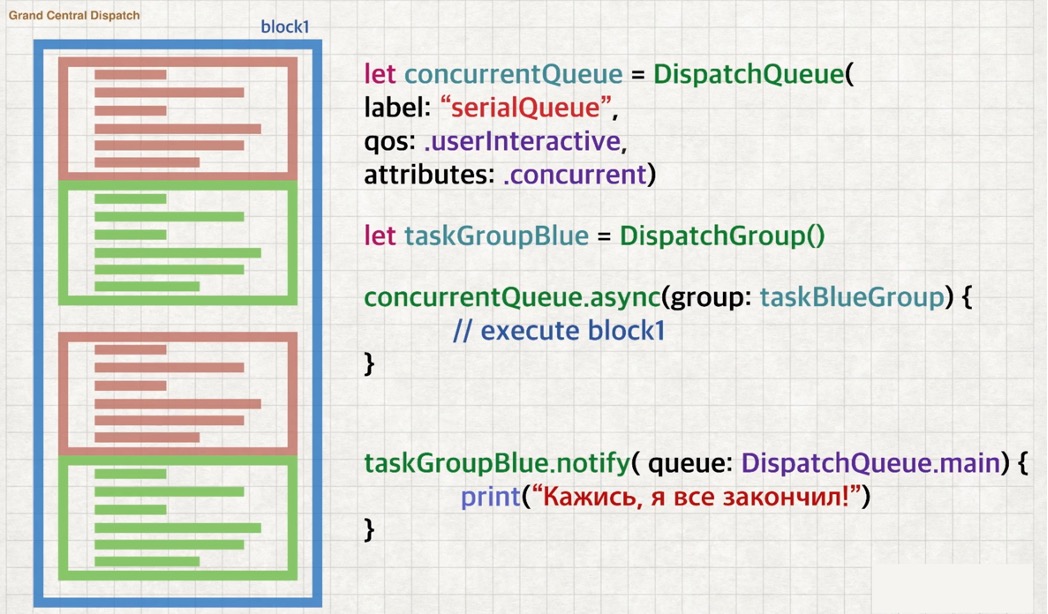 Grand Central Dispatch
block1
let concurrentQueue = DispatchQueue(
label: “serialQueue”,
qos: .userInteractive,
attributes: .concurrent)
let taskGroupBlue = DispatchGroup()
concurrentQueue.async(group: taskBlueGroup) {
// execute block1
}
taskGroupBlue.notify( queue: DispatchQueue.main) {
print(“Кажись, я все закончил!”)
}